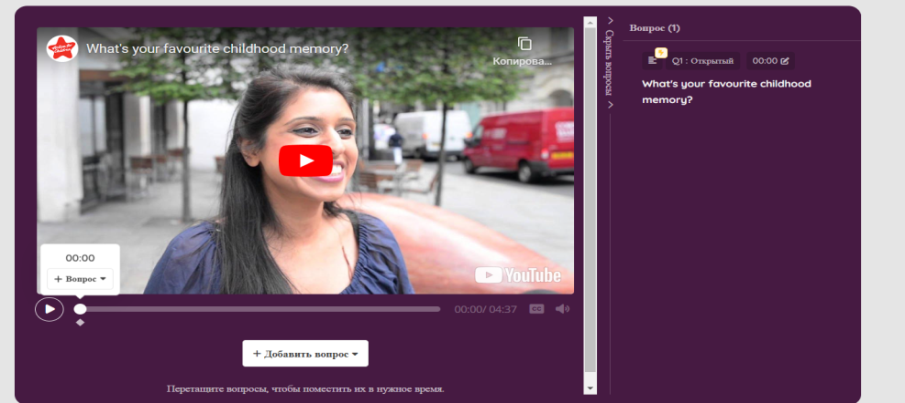 What's your favourite childhood memory?
Копирова...
YouTube
00:00
+ Вопрос
00:00/ 04:37
CC
+ Добавить вопрос
Перетащите вопросы, чтобы поместить их в нужное время.
Скрыть вопросы
Вопрос (1)
Q1 : Открытый
00:00
What's your favourite childhood
memory?